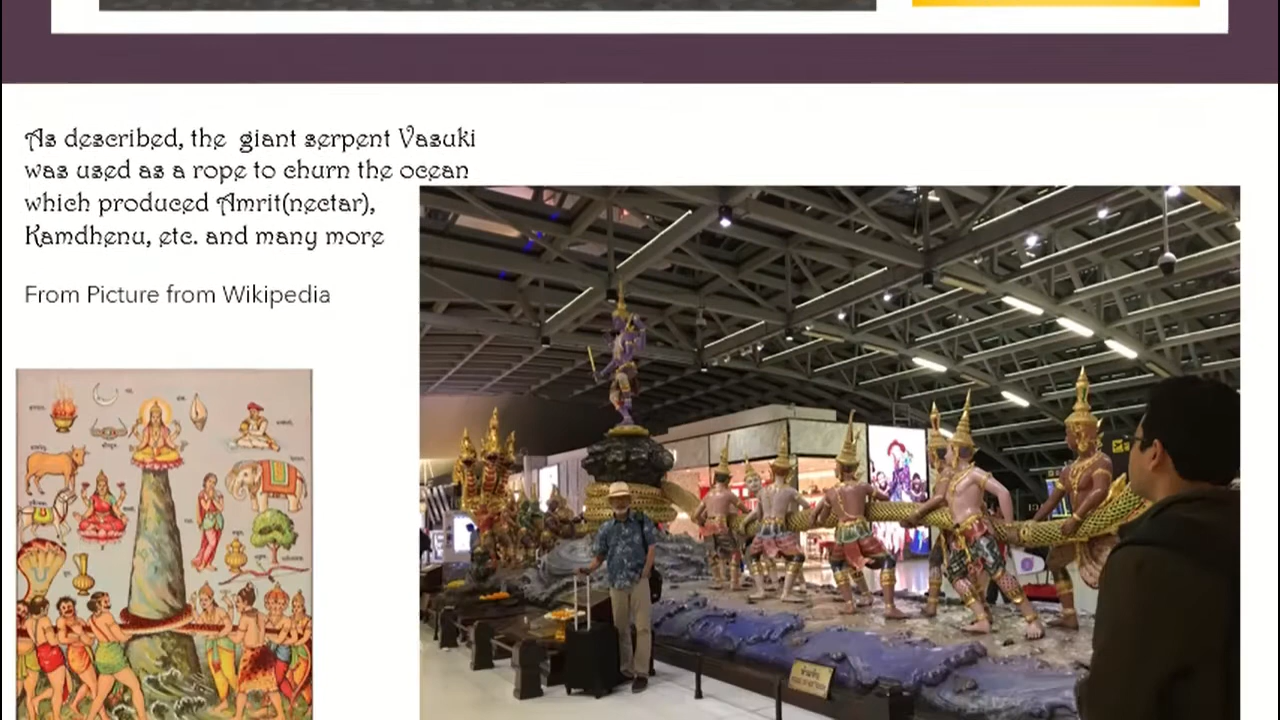 As described, the giant serpent Vasuki
was used as a rope to churn the ocean
which produced Amrit(nectar),
Kamdhenu, etc. and many more
From Picture from Wikipedia